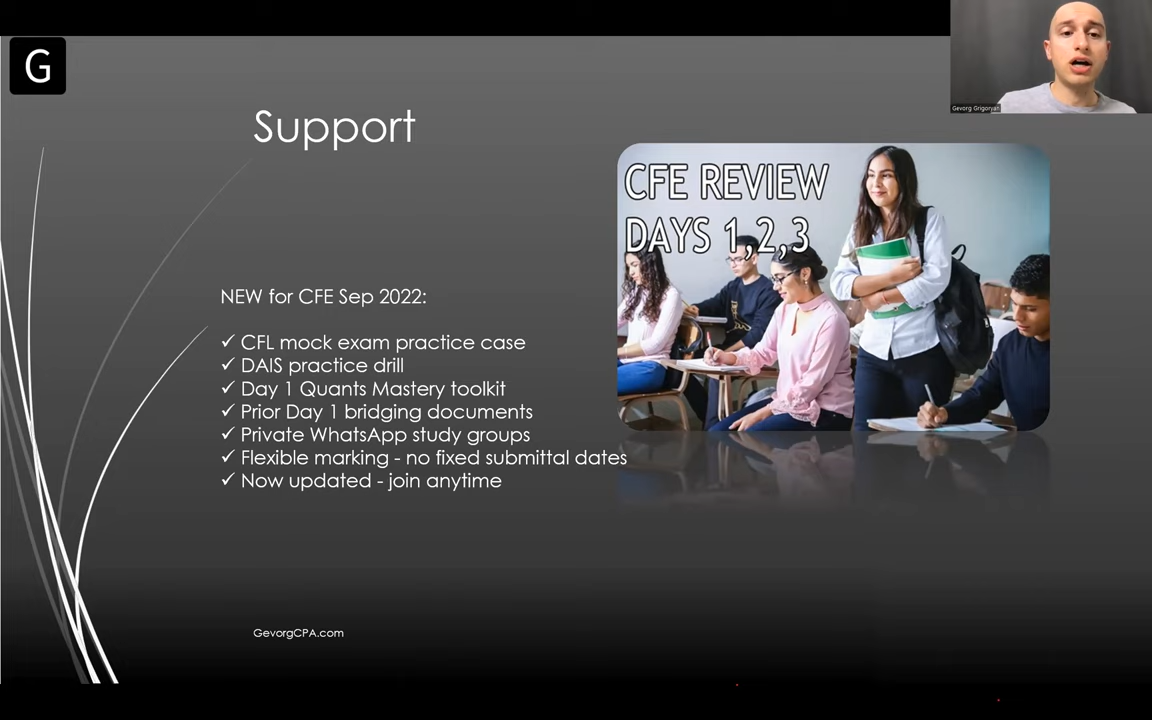 G
Gevorg Grigoryan
Support
CFE REVIEW
DAYS 1,2,3
NEW for CFE Sep 2022:
✓ CFL mock exam practice case
✓ DAIS practice drill
✓ Day 1 Quants Mastery toolkit
✓ Prior Day 1 bridging documents
✓ Private WhatsApp study groups
✓ Flexible marking - no fixed submittal dates
✓ Now updated - join anytime
GevorgCPA.com